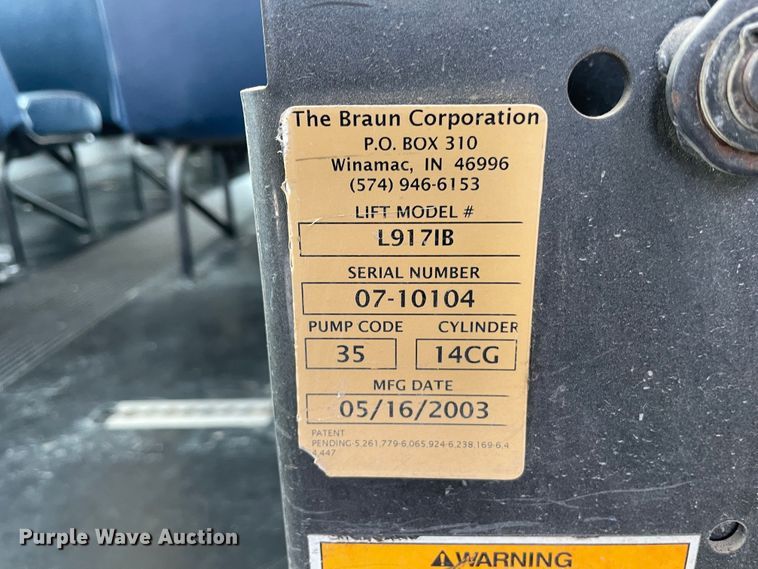 The Braun Corporation
P.O. BOX 310
Winamac, IN 46996
(574) 946-6153
LIFT MODEL #
L917IB
SERIAL NUMBER
07-10104
PUMP CODE CYLINDER
35 14CG
MFG DATE
05/16/2003
PATENT
PENDING-5,261,779-6,065,924-6,238,169-6,4
4,447
WARNING
Purple Wave Auction